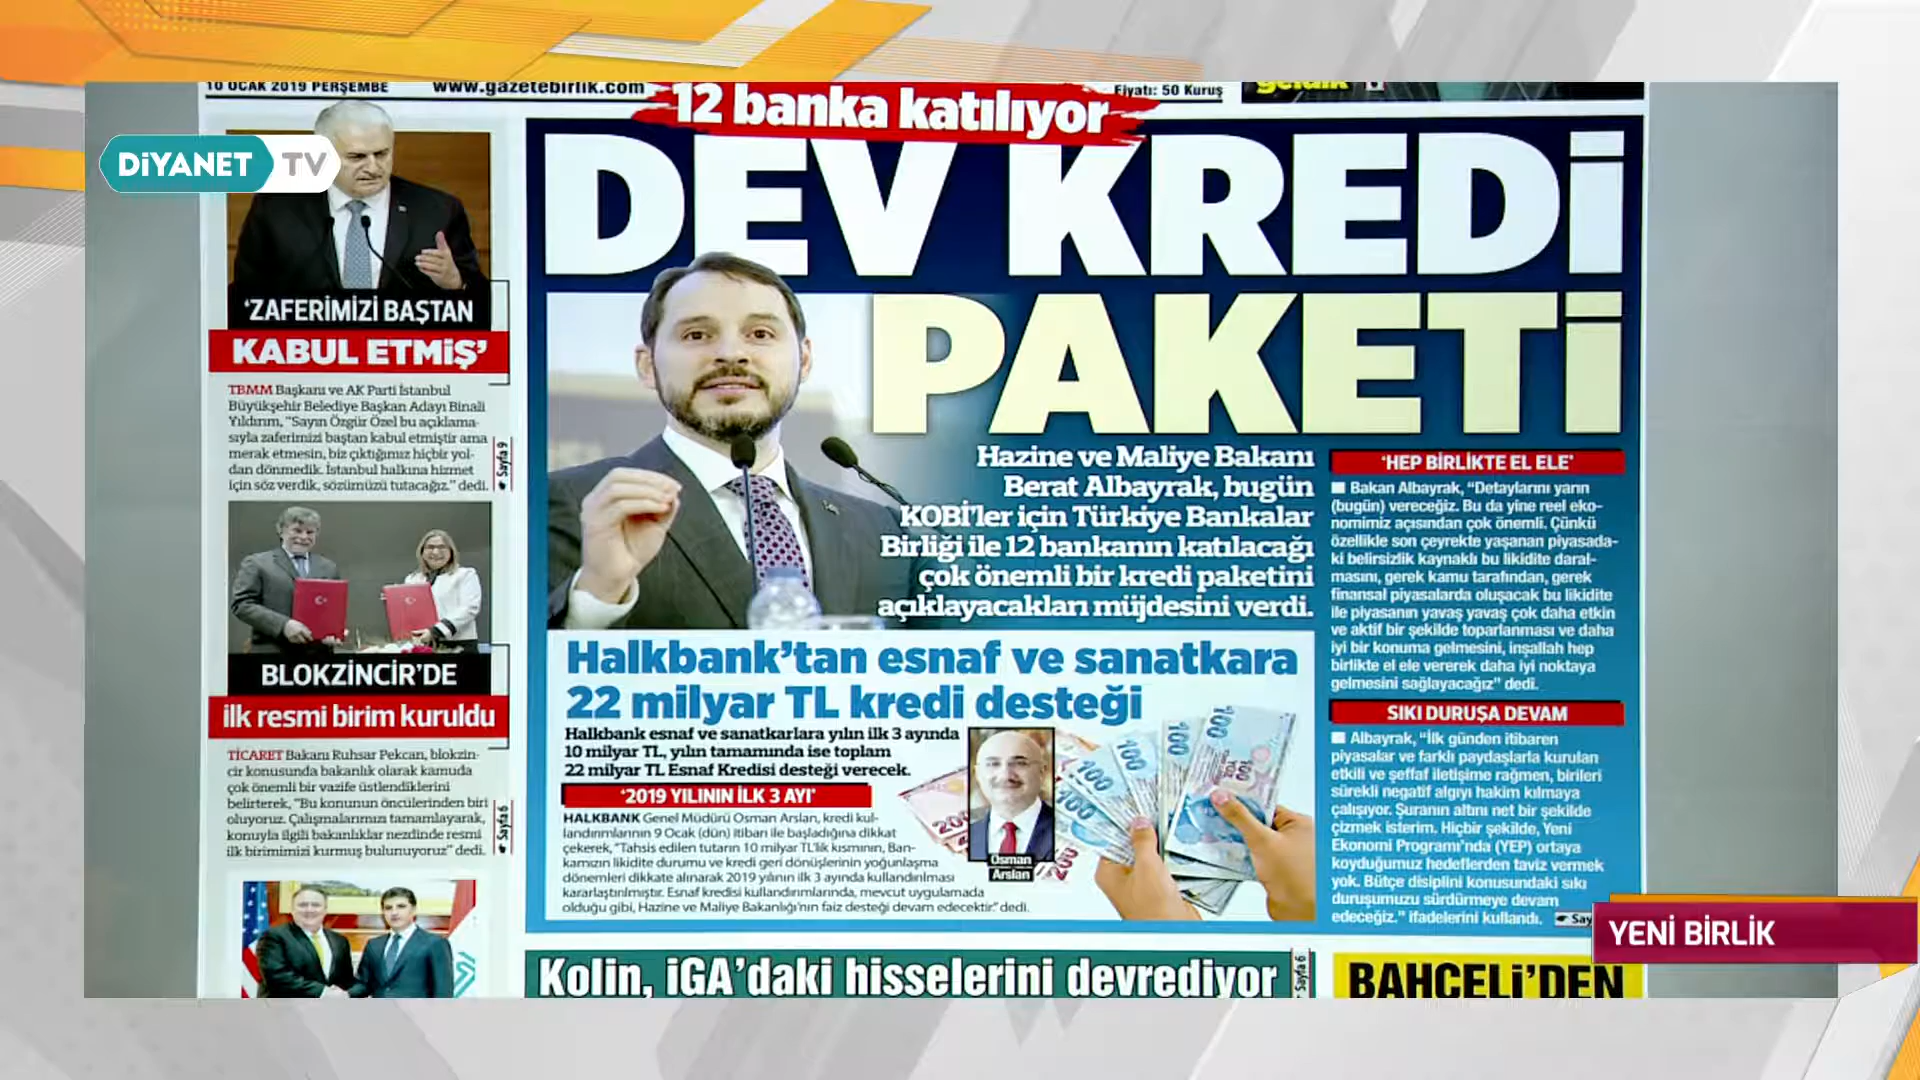 10 OCAK 2019 PERŞEMBE
www.gazetebirlik.com
Fiyatı: 50 Kuruş
geldik
DiYANET TV
'ZAFERİMİZİ BAŞTAN
KABUL ETMİŞ'
TBMM Başkanı ve AK Parti İstanbul
Büyükşehir Belediye Başkan Adayı Binali
Yıldırım, "Sayın Özgür Özel bu açıklama-
sıyla zaferimizi baştan kabul etmiştir ama
merak etmesin, biz çıktığımız hiçbir yol-
dan dönmedik. İstanbul halkına hizmet
için söz verdik, sözümüzü tutacağız." dedi.
Sayfa 9
BLOKZİNCİR'DE
ilk resmi birim kuruldu
TİCARET Bakanı Ruhsar Pekcan, blokzin-
cir konusunda bakanlık olarak kamuda
çok önemli bir vazife üstlendiklerini
belirterek, "Bu konunun öncülerinden biri
oluyoruz. Çalışmalarımızı tamamlayarak,
konuyla ilgili bakanlıklar nezdinde resmi
ilk birimimizi kurmuş bulunuyoruz" dedi.
Sayfa 6
12 banka katılıyor
DEV KREDi
PAKETi
Hazine ve Maliye Bakanı
Berat Albayrak, bugün
KOBİ'ler için Türkiye Bankalar
Birliği ile 12 bankanın katılacağı
çok önemli bir kredi paketini
açıklayacakları müjdesini verdi.
'HEP BİRLİKTE EL ELE'
Bakan Albayrak, "Detaylarını yarın
(bugün) vereceğiz. Bu da yine reel eko-
nomimiz açısından çok önemli. Çünkü
özellikle son çeyrekte yaşanan piyasada-
ki belirsizlik kaynaklı bu likidite daral-
masını, gerek kamu tarafından, gerek
finansal piyasalarda oluşacak bu likidite
ile piyasanın yavaş yavaş çok daha etkin
ve aktif bir şekilde toparlanması ve daha
iyi bir konuma gelmesini, inşallah hep
birlikte el ele vererek daha iyi noktaya
gelmesini sağlayacağız" dedi.
SIKI DURUŞA DEVAM
Albayrak, "İlk günden itibaren
piyasalar ve farklı paydaşlarla kurulan
etkili ve şeffaf iletişime rağmen, birileri
sürekli negatif algıyı hakim kılmaya
çalışıyor. Şuranın altını net bir şekilde
çizmek isterim. Hiçbir şekilde, Yeni
Ekonomi Programı'nda (YEP) ortaya
koyduğumuz hedeflerden taviz vermek
yok. Bütçe disiplini konusundaki sıkı
duruşumuzu sürdürmeye devam
edeceğiz." ifadelerini kullandı.
Halkbank'tan esnaf ve sanatkara
22 milyar TL kredi desteği
Halkbank esnaf ve sanatkarlara yılın ilk 3 ayında
10 milyar TL, yılın tamamında ise toplam
22 milyar TL Esnaf Kredisi desteği verecek.
'2019 YILININ İLK 3 AYI'
HALKBANK Genel Müdürü Osman Arslan, kredi kul-
landırımlarının 9 Ocak (dün) itibarı ile başladığına dikkat
çekerek, "Tahsis edilen tutarın 10 milyar TL'lik kısmının, Ban-
kamızın likidite durumu ve kredi geri dönüşlerinin yoğunlaşma
dönemleri dikkate alınarak 2019 yılının ilk 3 ayında kullandırılması
kararlaştırılmıştır. Esnaf kredisi kullandırımlarında, mevcut uygulamada
olduğu gibi, Hazine ve Maliye Bakanlığı'nın faiz desteği devam edecektir." dedi.
Osman
Arslan
Kolin, iGA'daki hisselerini devrediyor
Sayfa 6
BAHÇELi'DEN
YENİ BİRLİK